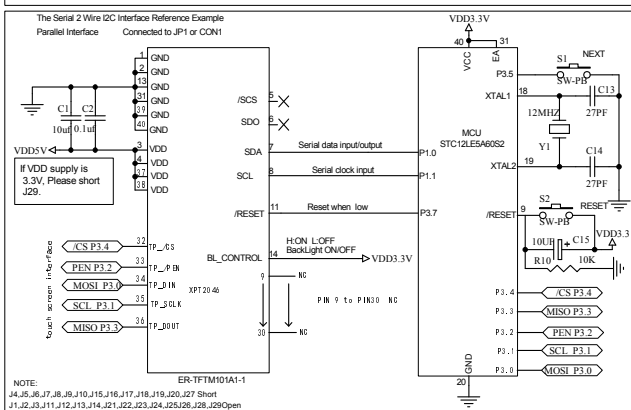 The Serial 2 Wire I2C Interface Reference Example
Parallel Interface Connected to JP1 or CON1
VDD3.3V
1 GND
2 GND
13 GND
31 GND
39 GND
40 GND
C1 C2
10uf 0.1uf
VDD5V
3 VDD
4 VDD
37 VDD
38 VDD
If VDD supply is
3.3V, Please short
J29.
/SCS 5
SDO 6
SDA 7 Serial data input/output P1.0
SCL 8 Serial clock input P1.1
/RESET 11 Reset when low P3.7
BL_CONTROL 14 H:ON L:OFF
BackLight ON/OFF
VDD3.3V
9 NC
PIN 9 to PIN30 NC
30 NC
touch screen interface
/CS P3.4 32 TP_/CS
PEN P3.2 33 TP_/PEN
MOSI P3.0 34 TP_DIN
SCL P3.1 35 TP_SCLK
MISO P3.3 36 TP_DOUT
XPT2046
ER-TFTM101A1-1
40 31
VCC EA
MCU
STC12LE5A60S2
P3.5
S1 NEXT
SW-PB
XTAL1 18
C13
27PF
12MHZ
Y1
XTAL2 19
C14
27PF
S2 RESET
/RESET 9
SW-PB
VDD3.3
10UF C15
R10 10K
P3.4 /CS P3.4
P3.3 MISO P3.3
P3.2 PEN P3.2
P3.1 SCL P3.1
P3.0 MOSI P3.0
GND
20
NOTE:
J4,J5,J6,J7,J8,J9,J10,J15,J16,J17,J18,J19,J20,J27 Short
J1,J2,J3,J11,J12,J13,J14,J21,J22,J23,J24,J25J26,J28,J29Open